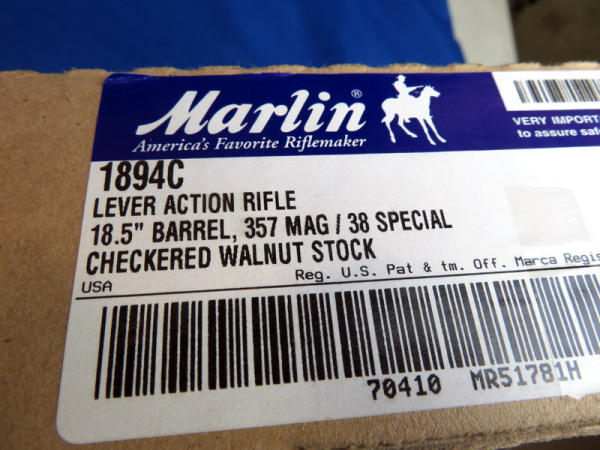 Marlin®
America's Favorite Riflemaker
VERY IMPORT
to assure saf
1894C
LEVER ACTION RIFLE
18.5" BARREL, 357 MAG / 38 SPECIAL
CHECKERED WALNUT STOCK
USA
Reg. U.S. Pat & tm. Off. Marca Regis
70410 MR51781H